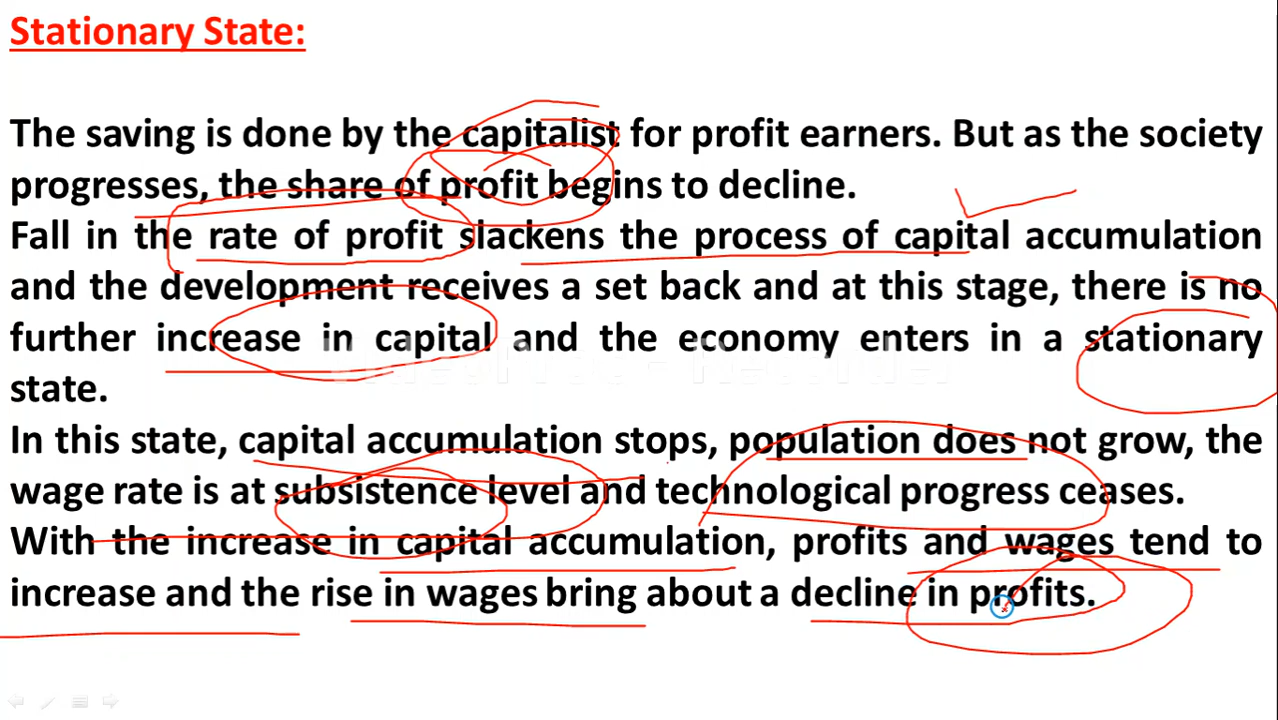 Stationary State:
The saving is done by the capitalist for profit earners. But as the society
progresses, the share of profit begins to decline.
Fall in the rate of profit slackens the process of capital accumulation
and the development receives a set back and at this stage, there is no
further increase in capital and the economy enters in a stationary
state.
In this state, capital accumulation stops, population does not grow, the
wage rate is at subsistence level and technological progress ceases.
With the increase in capital accumulation, profits and wages tend to
increase and the rise in wages bring about a decline in profits.